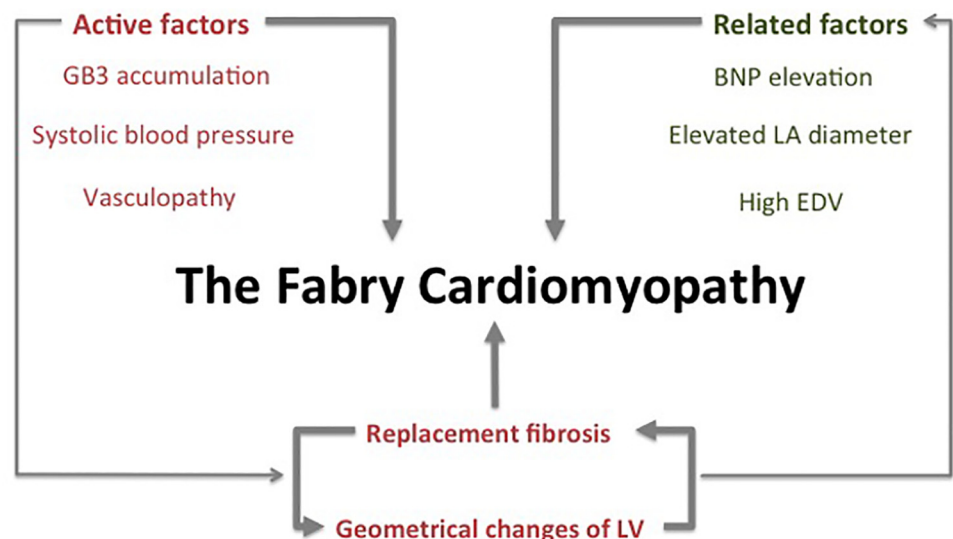 Active factors
GB3 accumulation
Systolic blood pressure
Vasculopathy
Related factors
BNP elevation
Elevated LA diameter
High EDV
The Fabry Cardiomyopathy
Replacement fibrosis
Geometrical changes of LV